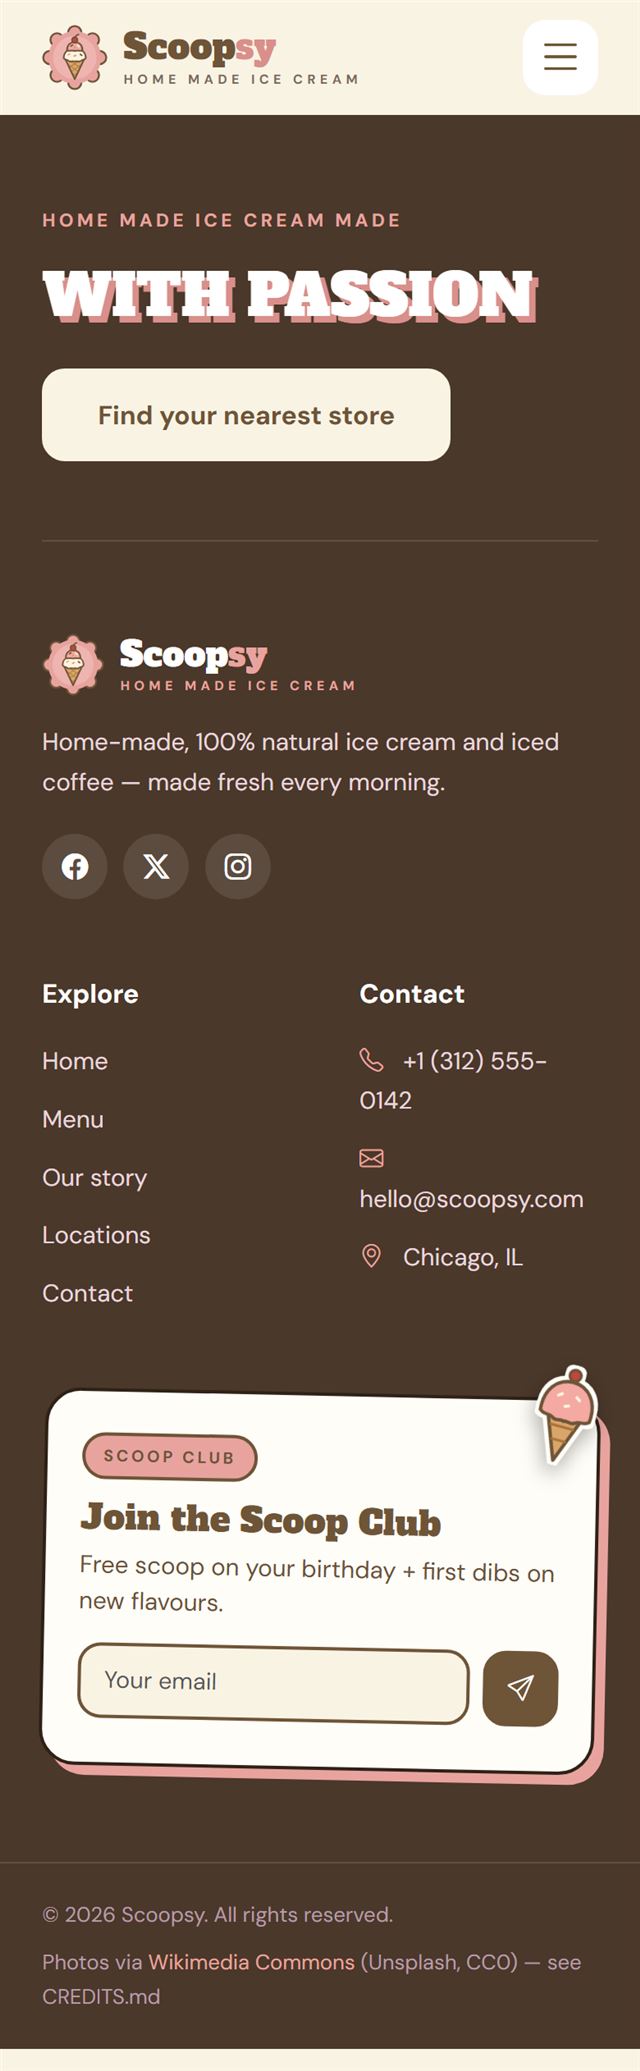 Scoopsy
HOME MADE ICE CREAM
HOME MADE ICE CREAM MADE
WITH PASSION
Find your nearest store
Scoopsy
HOME MADE ICE CREAM
Home-made, 100% natural ice cream and iced
coffee — made fresh every morning.
Explore
Home
Menu
Our story
Locations
Contact
Contact
+1 (312) 555-
0142
hello@scoopsy.com
Chicago, IL
SCOOP CLUB
Join the Scoop Club
Free scoop on your birthday + first dibs on
new flavours.
Your email
© 2026 Scoopsy. All rights reserved.
Photos via Wikimedia Commons (Unsplash, CC0) — see
CREDITS.md